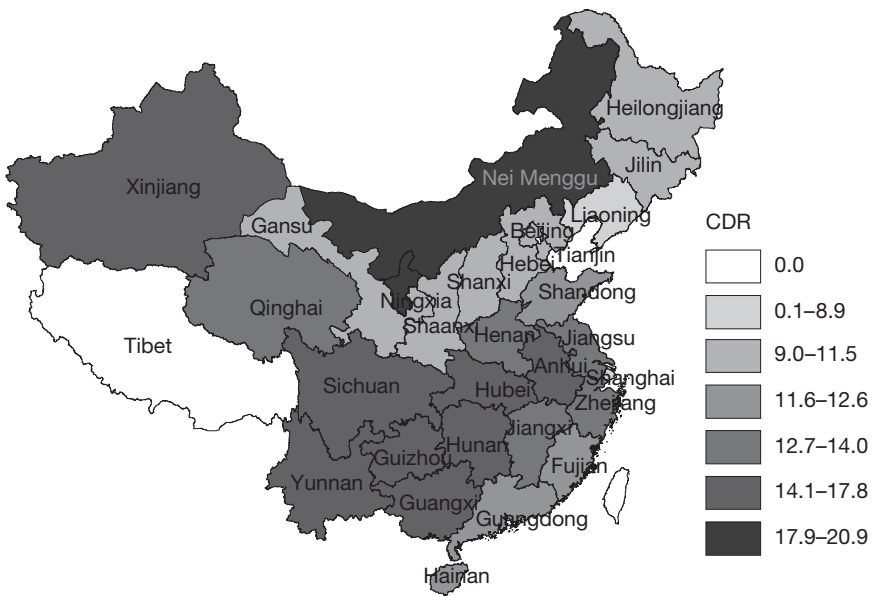 Heilongjiang
Jilin
Xinjiang
Nei Menggu
Liaoning
Gansu
Beijing
Tianjin
Hebei
Shanxi
Shandong
Ningxia
Qinghai
Shaanxi
Henan
Jiangsu
Tibet
Anhui
Shanghai
Sichuan
Hubei
Zhejiang
Jiangxi
Hunan
Guizhou
Fujian
Yunnan
Guangxi
Guangdong
Hainan
CDR
0.0
0.1–8.9
9.0–11.5
11.6–12.6
12.7–14.0
14.1–17.8
17.9–20.9